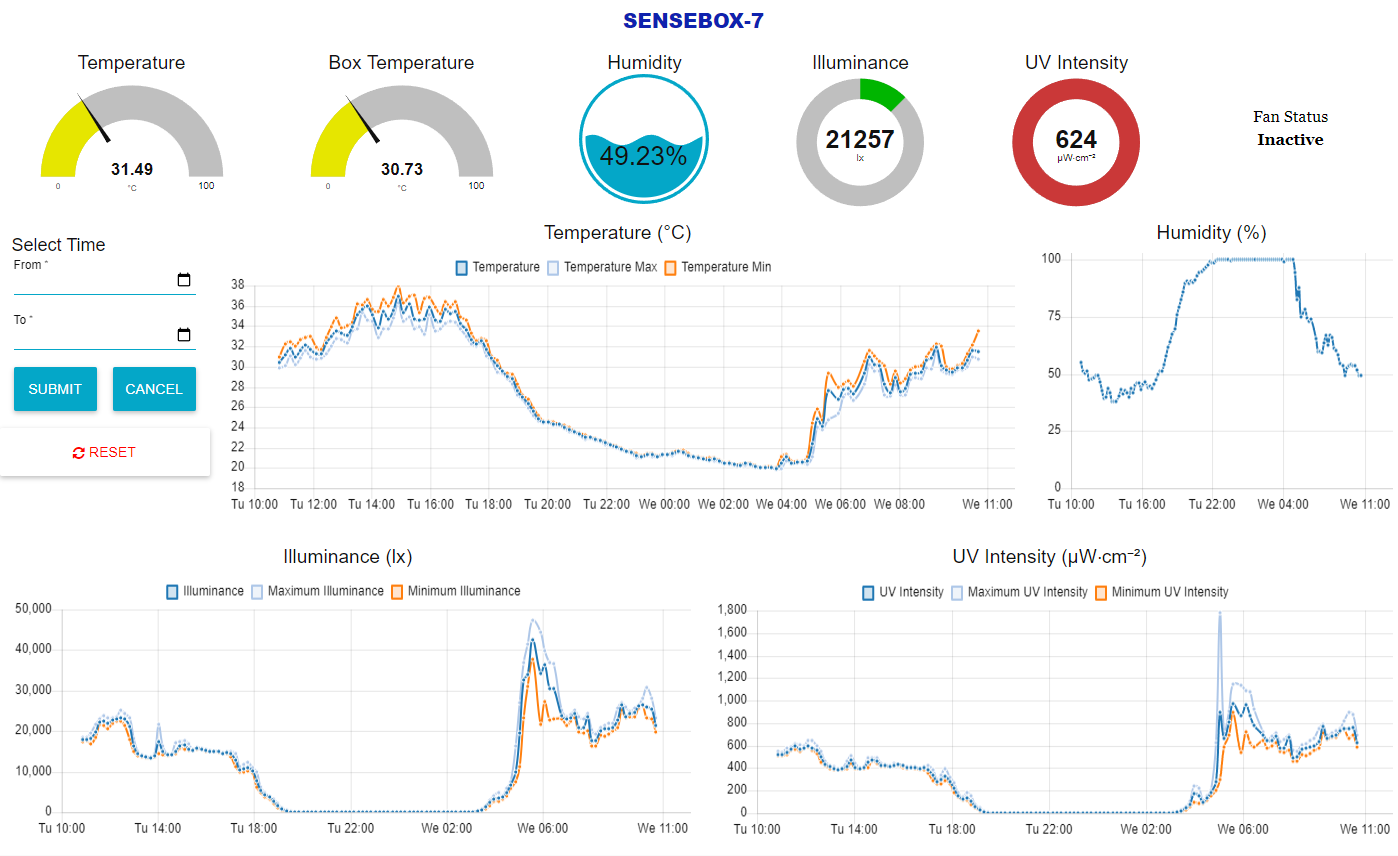 SENSEBOX-7
Temperature
Box Temperature
Humidity
Illuminance
UV Intensity
31.49
°C
0
100
30.73
°C
0
100
49.23%
21257
lx
624
μW·cm⁻²
Fan Status
Inactive
Select Time
From *
To *
SUBMIT
CANCEL
RESET
Temperature (°C)
Temperature Temperature Max Temperature Min
38
36
34
32
30
28
26
24
22
20
18
Tu 10:00 Tu 12:00 Tu 14:00 Tu 16:00 Tu 18:00 Tu 20:00 Tu 22:00 We 00:00 We 02:00 We 04:00 We 06:00 We 08:00 We 11:00
Humidity (%)
100
75
50
25
0
Tu 10:00 Tu 16:00 Tu 22:00 We 04:00 We 11:00
Illuminance (lx)
Illuminance Maximum Illuminance Minimum Illuminance
50,000
40,000
30,000
20,000
10,000
0
Tu 10:00 Tu 14:00 Tu 18:00 Tu 22:00 We 02:00 We 06:00 We 11:00
UV Intensity (μW·cm⁻²)
UV Intensity Maximum UV Intensity Minimum UV Intensity
1,800
1,600
1,400
1,200
1,000
800
600
400
200
0
Tu 10:00 Tu 14:00 Tu 18:00 Tu 22:00 We 02:00 We 06:00 We 11:00